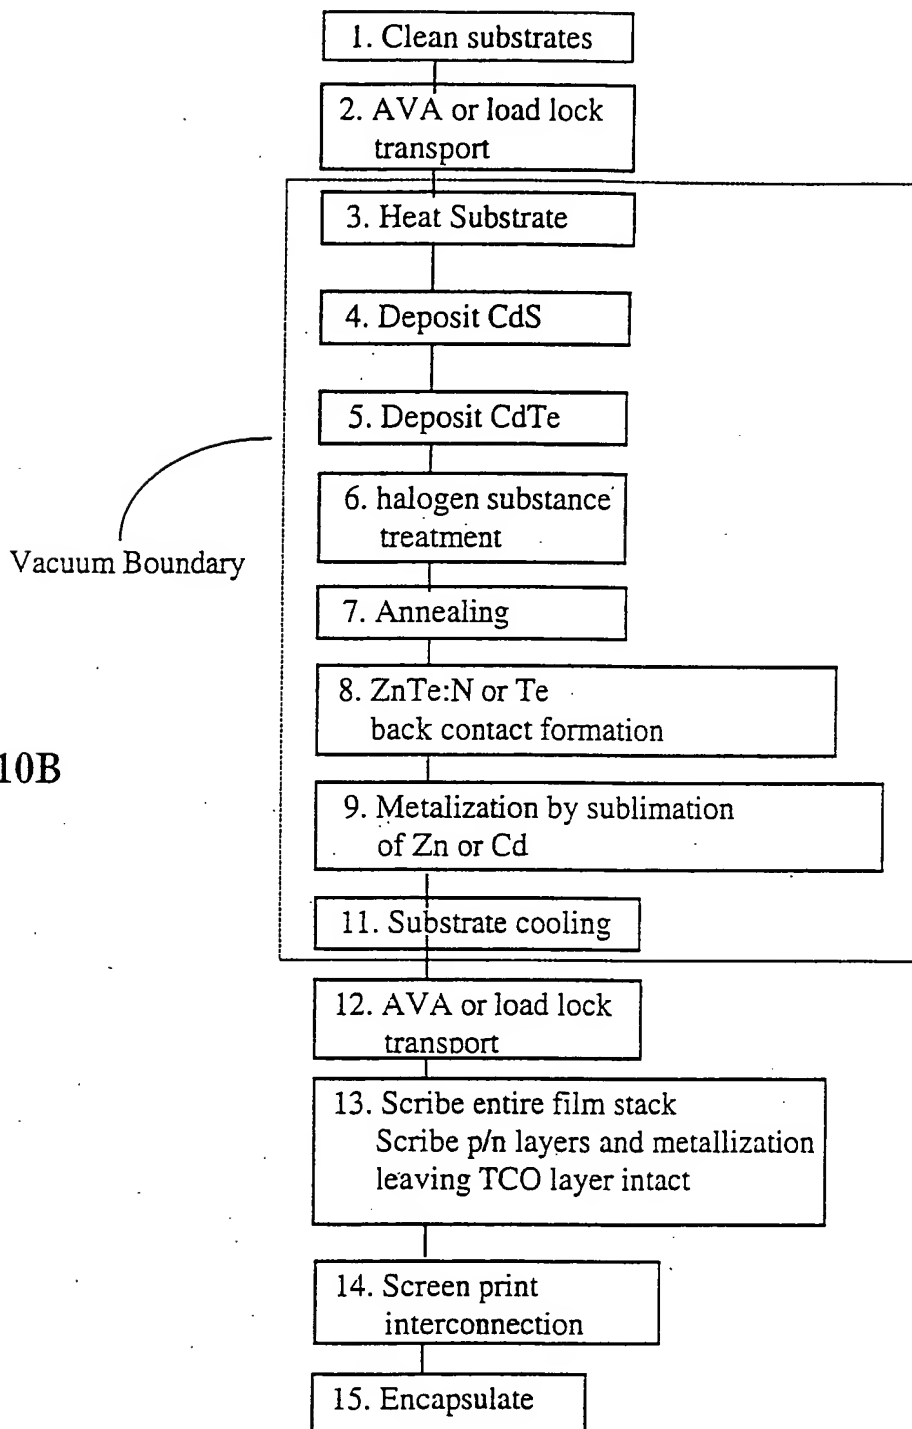 1. Clean substrates
2. AVA or load lock
transport
3. Heat Substrate
4. Deposit CdS
5. Deposit CdTe
6. halogen substance
treatment
Vacuum Boundary
7. Annealing
8. ZnTe:N or Te
back contact formation
10B
9. Metalization by sublimation
of Zn or Cd
11. Substrate cooling
12. AVA or load lock
transport
13. Scribe entire film stack
Scribe p/n layers and metallization
leaving TCO layer intact
14. Screen print
interconnection
15. Encapsulate